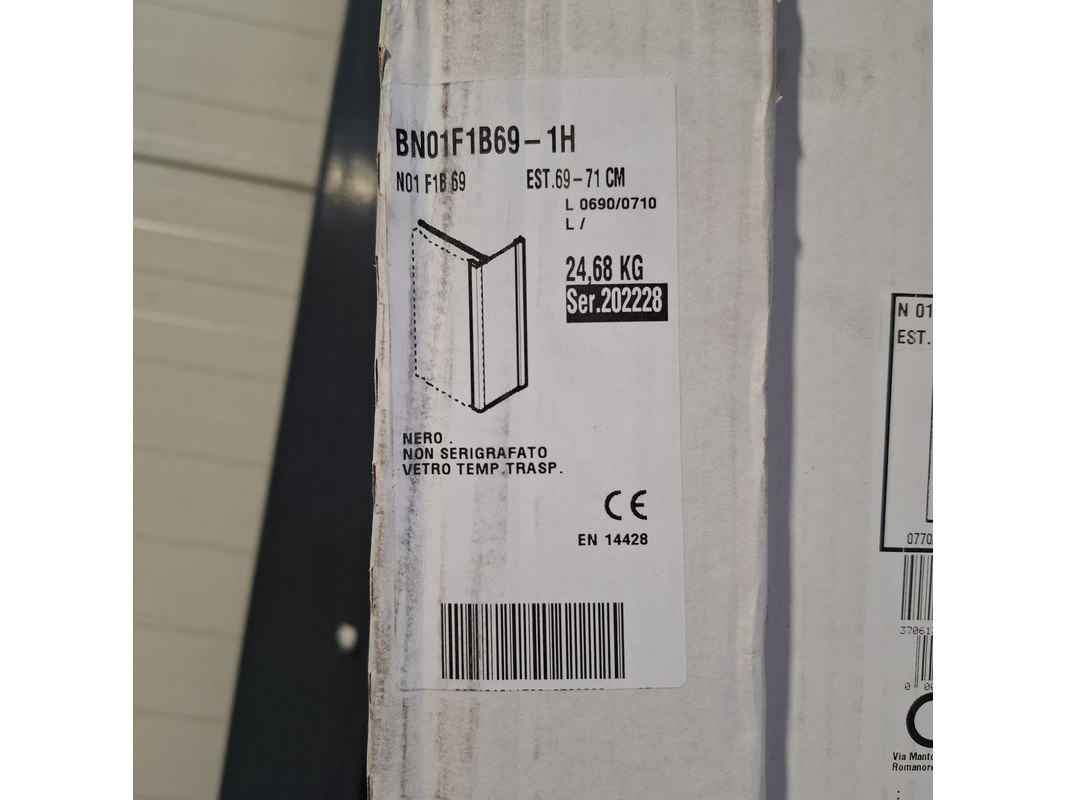 BN01F1B69-1H
N01 F1B 69 EST.69-71 CM
L 0690/0710
L /
24,68 KG
Ser.202228
NERO .
NON SERIGRAFATO
VETRO TEMP.TRASP.
CE
EN 14428
N 01
EST.
0770
37061
Via Manto
Romanore